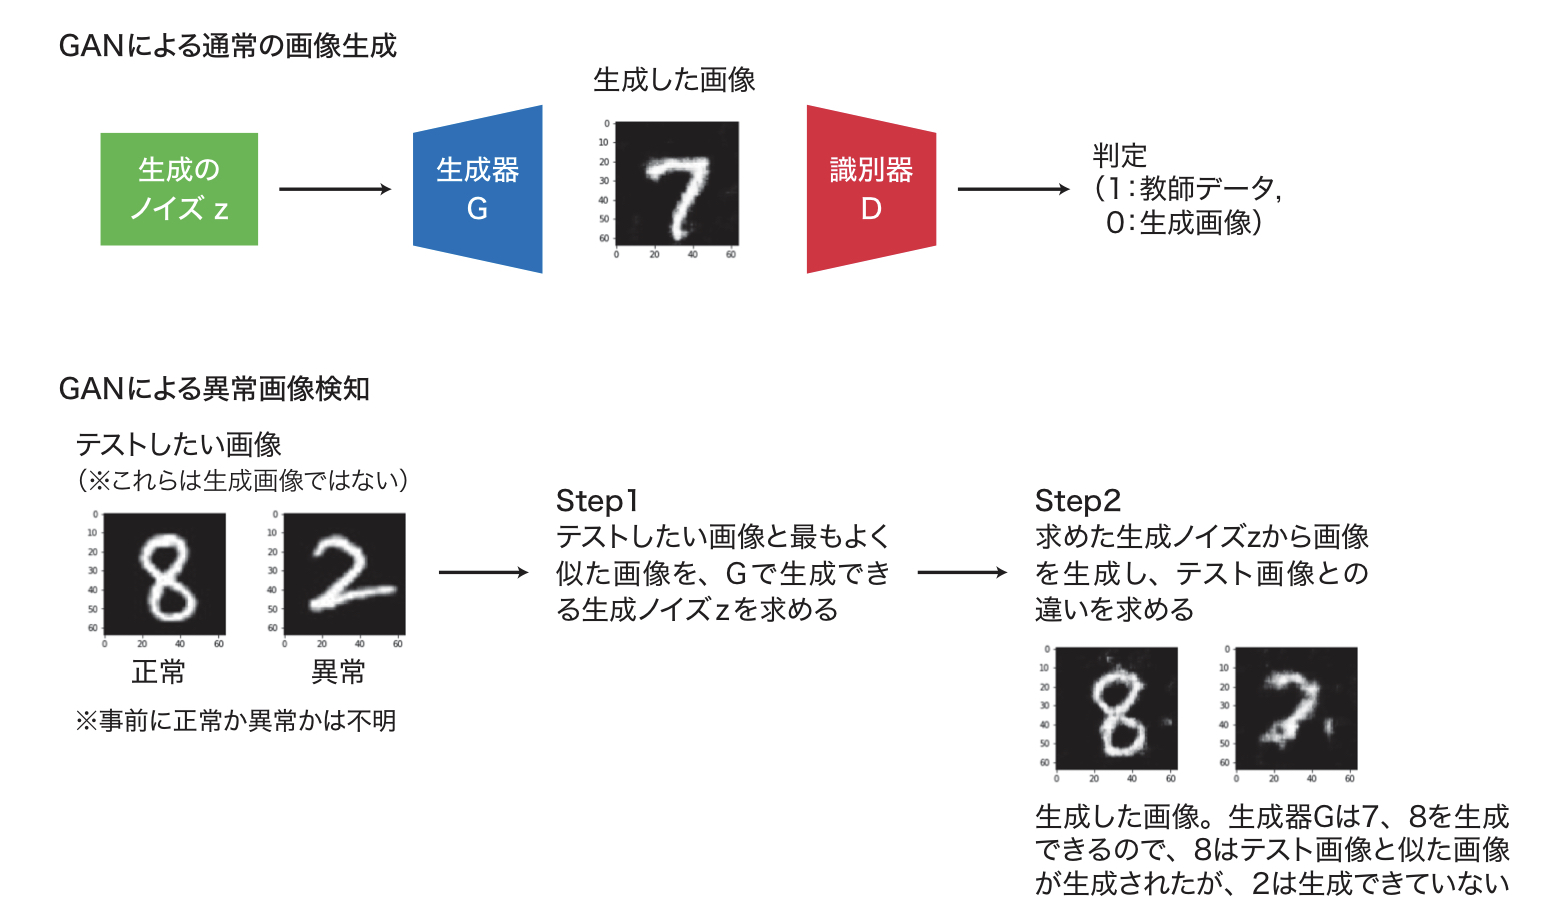 GANによる通常の画像生成
生成した画像
生成の
ノイズ z
生成器
G
0
10
20
30
40
50
60
0 20 40 60
識別器
D
判定
（1：教師データ,
0：生成画像）
GANによる異常画像検知
テストしたい画像
（※これらは生成画像ではない）
0
10
20
30
40
50
60
0 20 40 60
正常
0
10
20
30
40
50
60
0 20 40 60
異常
※事前に正常か異常かは不明
Step1
テストしたい画像と最もよく
似た画像を、Gで生成でき
る生成ノイズzを求める
Step2
求めた生成ノイズzから画像
を生成し、テスト画像との
違いを求める
0
10
20
30
40
50
60
0 20 40 60
0
10
20
30
40
50
60
0 20 40 60
生成した画像。生成器Gは7、8を生成
できるので、8はテスト画像と似た画像
が生成されたが、2は生成できていない